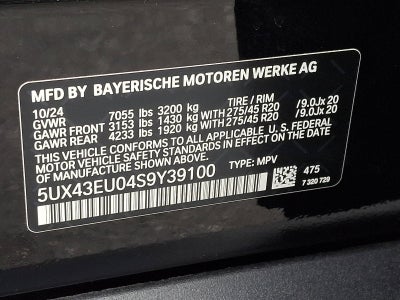 MFD BY BAYERISCHE MOTOREN WERKE AG
10/24 TIRE / RIM
GVWR 7055 lbs 3200 kg
GAWR FRONT 3153 lbs 1430 kg 275/45 R20 /9.0Jx 20
GAWR REAR 4233 lbs 1920 kg WITH 275/45 R20 /9.0Jx 20
THIS VEHICLE CONFORMS TO ALL APPLICABLE U.S. FEDERAL
MOTOR VEHICLE SAFETY STANDARDS IN EFFECT
ON THE DATE OF MANUFACTURE SHOWN ABOVE.
5UX43EU04S9Y39100 TYPE: MPV 475
7 320 729